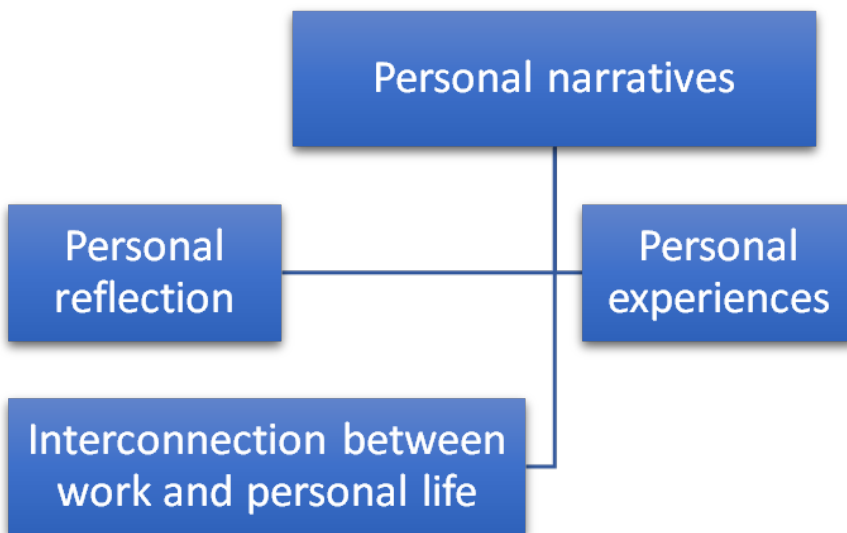 Personal narratives
Personal
reflection
Personal
experiences
Interconnection between
work and personal life